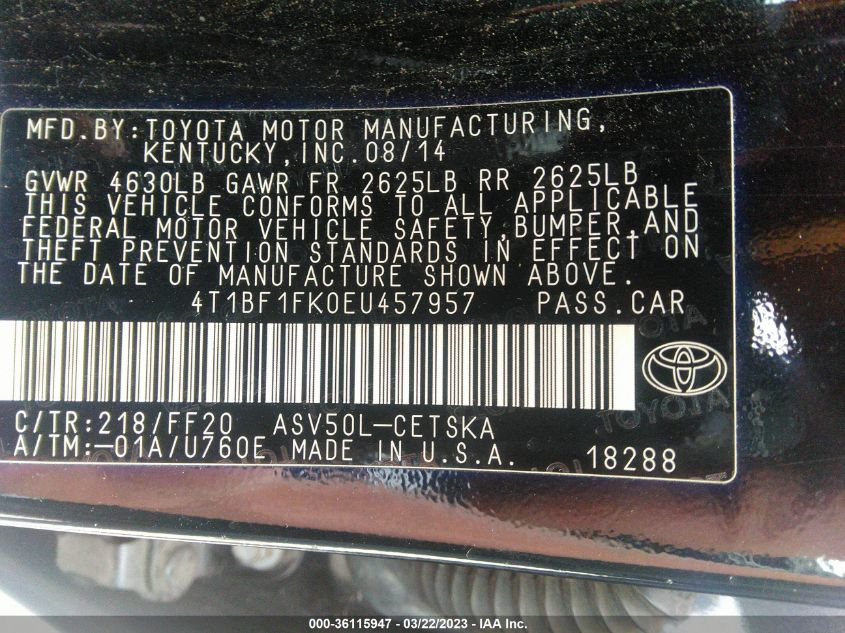 MFD.BY:TOYOTA MOTOR MANUFACTURING,
KENTUCKY,INC.08/14
GVWR 4630LB GAWR FR 2625LB RR 2625LB
THIS VEHICLE CONFORMS TO ALL APPLICABLE
FEDERAL MOTOR VEHICLE SAFETY,BUMPER,AND
THEFT PREVENTION STANDARDS IN EFFECT ON
THE DATE OF MANUFACTURE SHOWN ABOVE.
4T1BF1FK0EU457957 PASS.CAR
C/TR:218/FF20 ASV50L-CETSKA
A/TM:-01A/U760E MADE IN U.S.A. 18288
TOYOTA
000-36115947 - 03/22/2023 - IAA Inc.